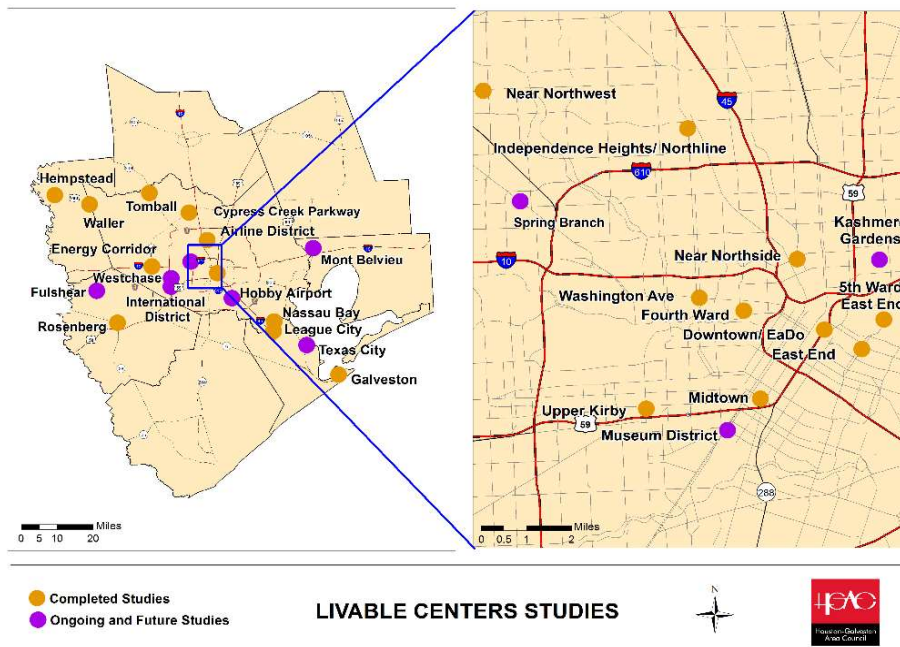 Hempstead
Waller
Tomball
Cypress Creek Parkway
Airline District
Energy Corridor
Mont Belvieu
Westchase
Fulshear
International
District
Hobby Airport
Nassau Bay
League City
Rosenberg
Texas City
Galveston
Miles
0 5 10 20
Near Northwest
45
Independence Heights/ Northline
610
59
Spring Branch
Kashmere
Gardens
10
Near Northside
5th Ward
Washington Ave
East End
Fourth Ward
Downtown/ EaDo
East End
Midtown
Upper Kirby
59
Museum District
288
Miles
0 0.5 1 2
Completed Studies
Ongoing and Future Studies
LIVABLE CENTERS STUDIES
N
HGAC
Houston-Galveston
Area Council